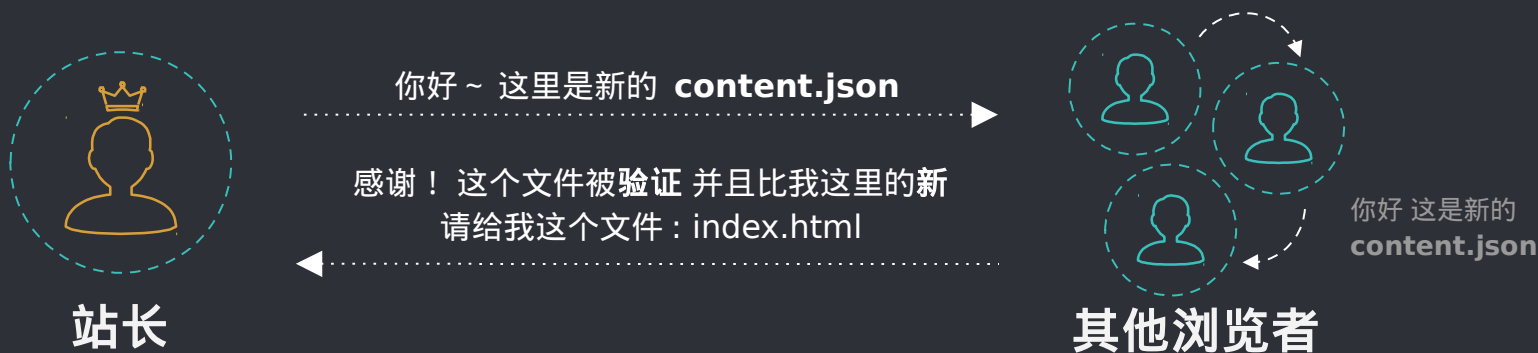 你好 ~ 这里是新的 content.json
感谢！这个文件被验证 并且比我这里的新
请给我这个文件 : index.html
你好 这是新的
content.json
站长
其他浏览者